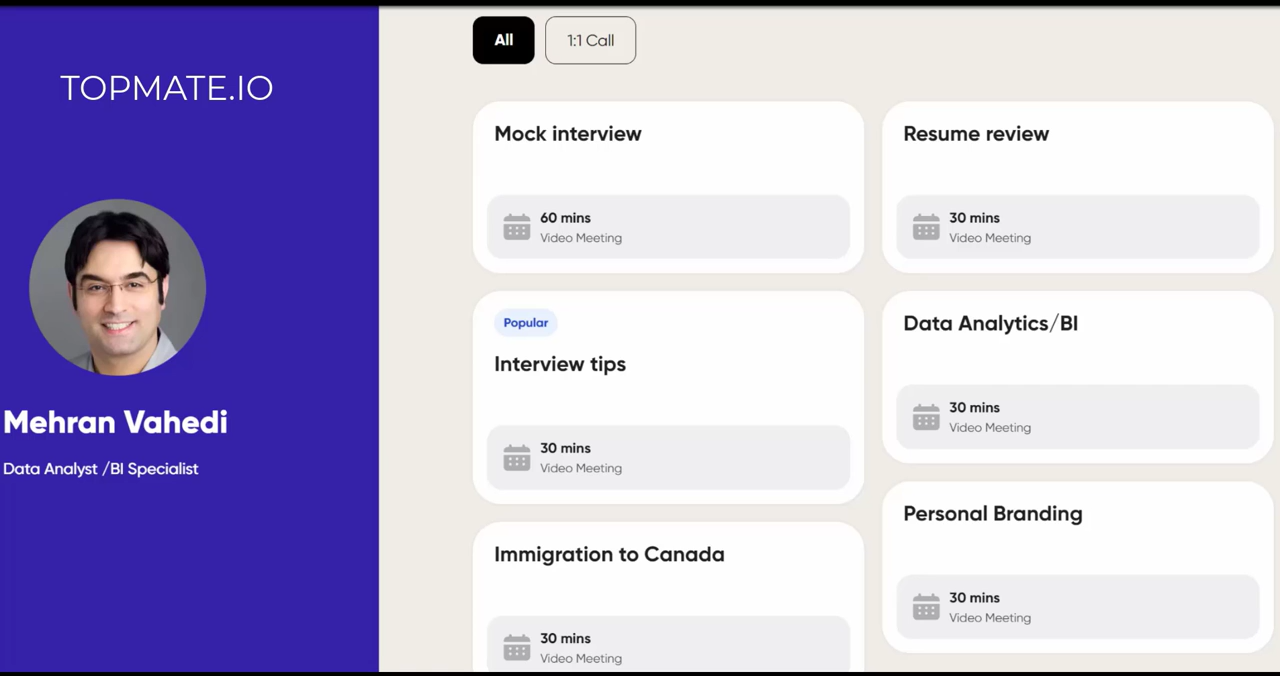 TOPMATE.IO
Mehran Vahedi
Data Analyst /BI Specialist
All
1:1 Call
Mock interview
60 mins
Video Meeting
Resume review
30 mins
Video Meeting
Popular
Interview tips
30 mins
Video Meeting
Data Analytics/BI
30 mins
Video Meeting
Immigration to Canada
30 mins
Video Meeting
Personal Branding
30 mins
Video Meeting